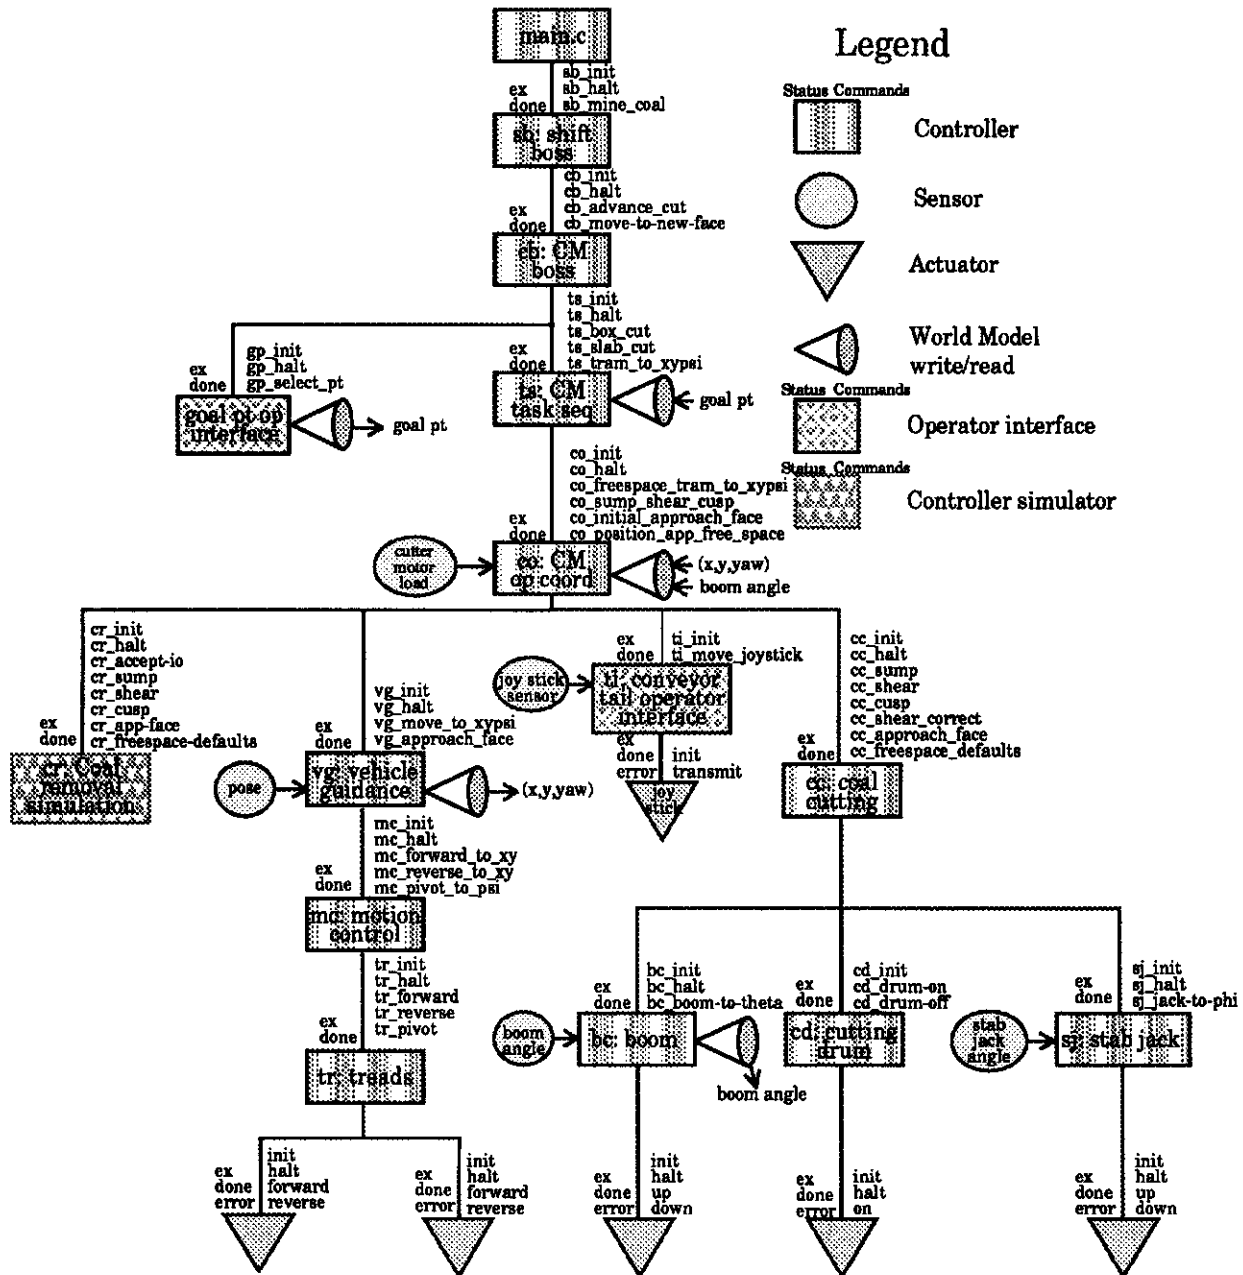 main.c
Legend
sb_init
sb_halt
sb_mine_coal
ex
done
Status Commands
Controller
sb: shift
boss
cb_init
cb_halt
cb_advance_cut
cb_move-to-new-face
ex
done
Sensor
cb: CM
boss
Actuator
ts_init
ts_halt
ts_box_cut
ts_slab_cut
ts_tram_to_xypsi
ex
done
World Model
write/read
gp_init
gp_halt
gp_select_pt
ex
done
ts: CM
task seq
goal pt
goal pt op
interface
goal pt
Status Commands
Operator interface
Status Commands
Controller simulator
co_init
co_halt
co_freespace_tram_to_xypsi
co_sump_shear_cusp
co_initial_approach_face
co_position_app_free_space
ex
done
cutter
motor
load
co: CM
op coord
(x,y,yaw)
boom angle
cr_init
cr_halt
cr_accept-io
cr_sump
cr_shear
cr_cusp
cr_app-face
cr_freespace-defaults
ex
done
cr: Coal
removal
simulation
vg_init
vg_halt
vg_move_to_xypsi
vg_approach_face
ex
done
pose
vg: vehicle
guidance
(x,y,yaw)
ti_init
ti_move_joystick
ex
done
joy stick
sensor
ti: conveyor
tail operator
interface
ex
done
error
init
transmit
joy
stick
cc_init
cc_halt
cc_sump
cc_shear
cc_cusp
cc_shear_correct
cc_approach_face
cc_freespace_defaults
ex
done
cc: coal
cutting
mc_init
mc_halt
mc_forward_to_xy
mc_reverse_to_xy
mc_pivot_to_psi
ex
done
mc: motion
control
tr_init
tr_halt
tr_forward
tr_reverse
tr_pivot
ex
done
tr: treads
bc_init
bc_halt
bc_boom-to-theta
ex
done
boom
angle
bc: boom
boom angle
cd_init
cd_drum-on
cd_drum-off
ex
done
cd: cutting
drum
sj_init
sj_halt
sj_jack-to-phi
ex
done
stab
jack
angle
sj: stab jack
ex
done
error
init
halt
forward
reverse
ex
done
error
init
halt
forward
reverse
ex
done
error
init
halt
up
down
ex
done
error
init
halt
on
ex
done
error
init
halt
up
down